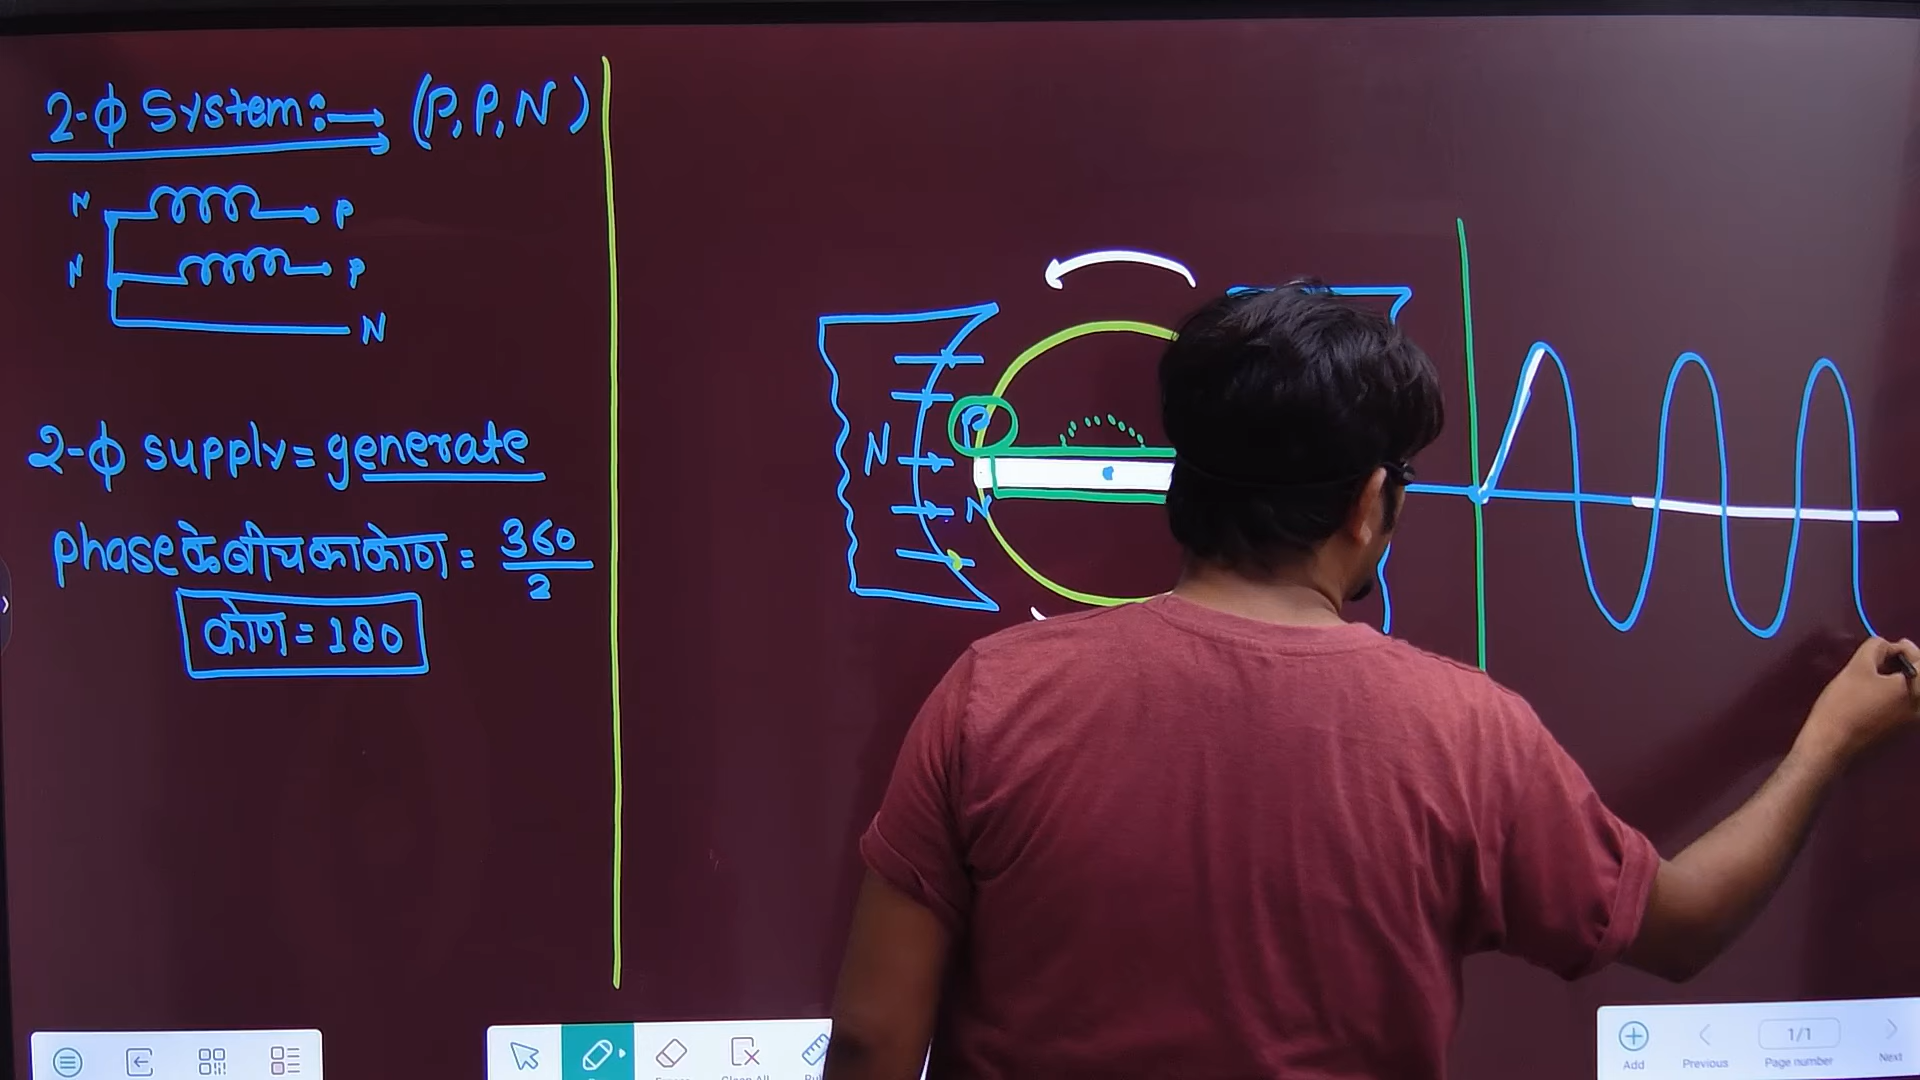 2-ф System:→ (P, P, N)
N P
N P
N
2-ф supply = generate
phase के बीच का कोण = 360/2
कोण = 180
P
N
N
Add
Previous
1/1
Page number
Next